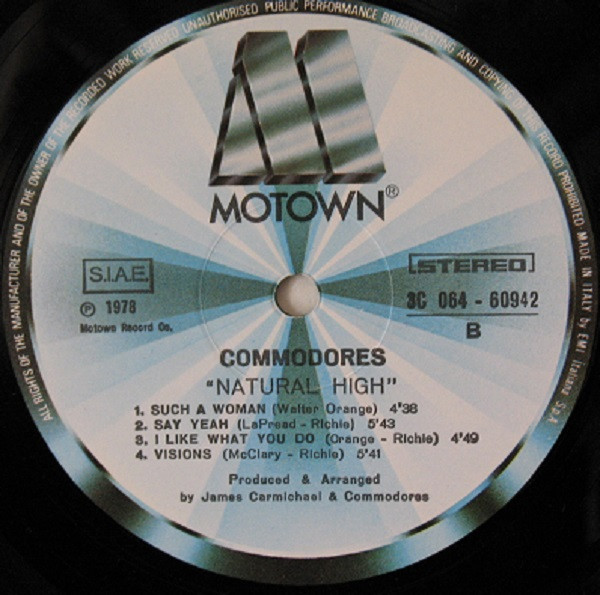 ALL RIGHTS OF THE MANUFACTURER AND OF THE OWNER OF THE RECORDED WORK RESERVED UNAUTHORISED PUBLIC PERFORMANCE BROADCASTING AND COPYING OF THIS RECORD PROHIBITED - MADE IN ITALY by EMI Italiana S.p.A.
MOTOWN®
S.I.A.E.
℗ 1978
Motown Record Co.
STEREO
3C 064 - 60942
B
COMMODORES
"NATURAL HIGH"
1. SUCH A WOMAN (Walter Orange) 4'38
2. SAY YEAH (LaPread - Richie) 5'43
3. I LIKE WHAT YOU DO (Orange - Richie) 4'49
4. VISIONS (McClary - Richie) 5'41
Produced & Arranged
by James Carmichael & Commodores